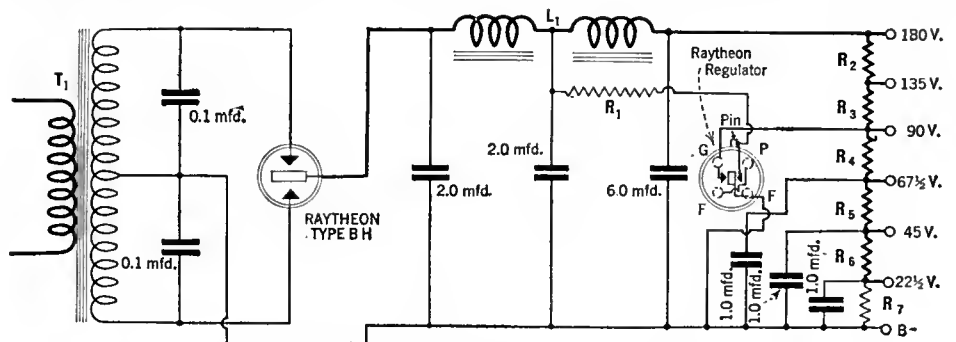 T1
0.1 mfd.
0.1 mfd.
RAYTHEON
TYPE B H
L1
2.0 mfd.
2.0 mfd.
R1
6.0 mfd.
Raytheon
Regulator
Pin
G
P
F
F
1.0 mfd.
1.0 mfd.
1.0 mfd.
R2
R3
R4
R5
R6
R7
180 V.
135 V.
90 V.
67½ V.
45 V.
22½ V.
B-